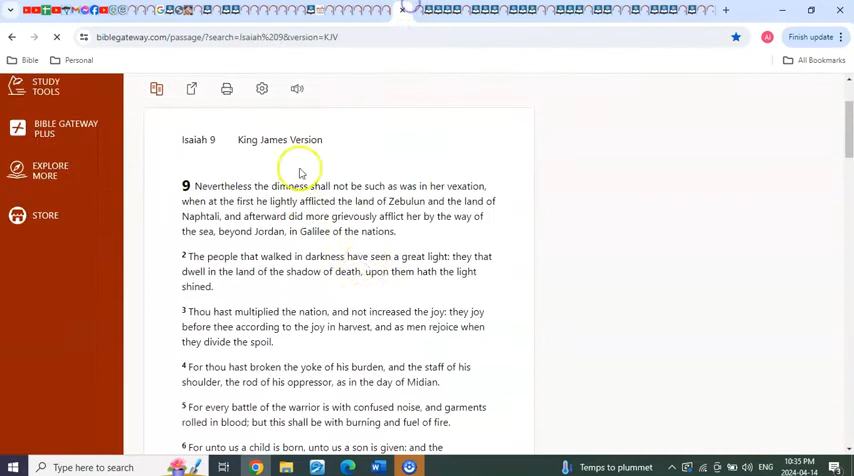 biblegateway.com/passage/?search=Isaiah%209&version=KJV
AI
Finish update
Bible
Personal
All Bookmarks
STUDY
TOOLS
BIBLE GATEWAY
PLUS
EXPLORE
MORE
STORE
Isaiah 9 King James Version
9 Nevertheless the dimness shall not be such as was in her vexation,
when at the first he lightly afflicted the land of Zebulun and the land of
Naphtali, and afterward did more grievously afflict her by the way of
the sea, beyond Jordan, in Galilee of the nations.
2 The people that walked in darkness have seen a great light: they that
dwell in the land of the shadow of death, upon them hath the light
shined.
3 Thou hast multiplied the nation, and not increased the joy: they joy
before thee according to the joy in harvest, and as men rejoice when
they divide the spoil.
4 For thou hast broken the yoke of his burden, and the staff of his
shoulder, the rod of his oppressor, as in the day of Midian.
5 For every battle of the warrior is with confused noise, and garments
rolled in blood; but this shall be with burning and fuel of fire.
6 For unto us a child is born, unto us a son is given: and the
Type here to search
Temps to plummet
ENG
10:35 PM
2024-04-14